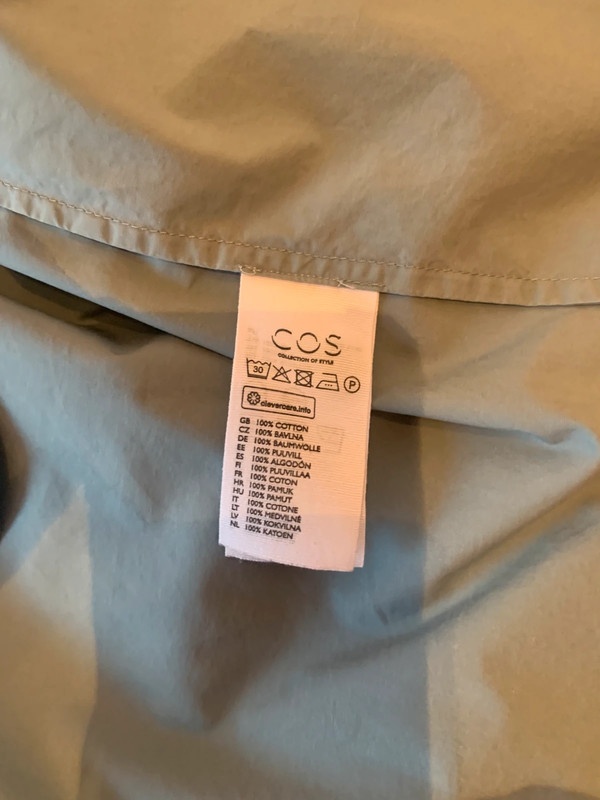 COS
COLLECTION OF STYLE
30 P
clevercare.info
GB 100% COTTON
CZ 100% BAVLNA
DE 100% BAUMWOLLE
EE 100% PUUVILL
ES 100% ALGODÓN
FI 100% PUUVILLAA
FR 100% COTON
HR 100% PAMUK
HU 100% PAMUT
IT 100% COTONE
LT 100% MEDVILNĖ
LV 100% KOKVILNA
NL 100% KATOEN